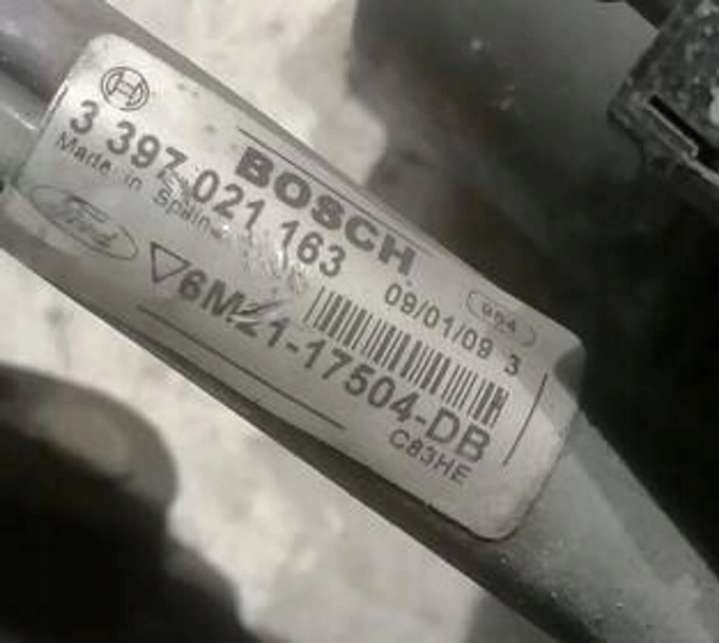 BOSCH
3 397 021 163
09/01/09 3
Made in Spain
Ford
6M21-17504-DB
C83HE